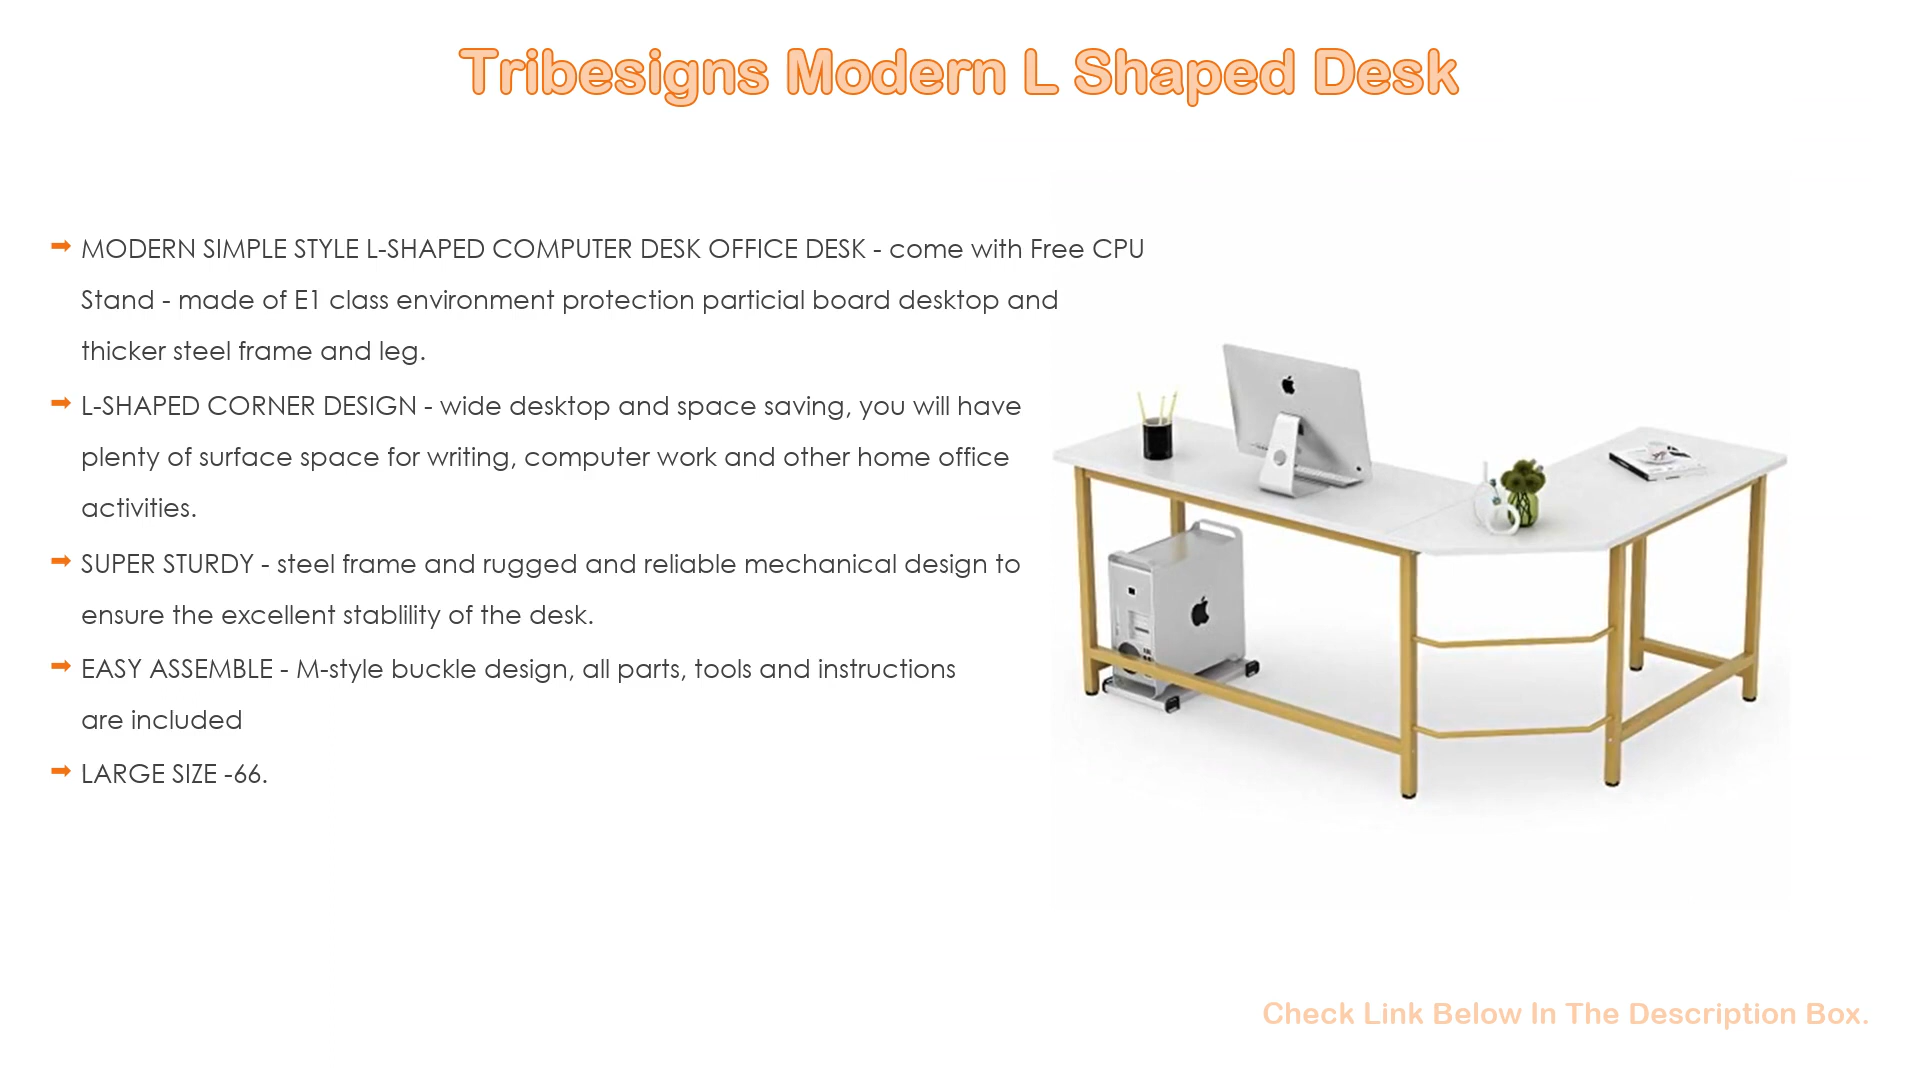 Tribesigns Modern L Shaped Desk
MODERN SIMPLE STYLE L-SHAPED COMPUTER DESK OFFICE DESK - come with Free CPU
Stand - made of E1 class environment protection particial board desktop and
thicker steel frame and leg.
L-SHAPED CORNER DESIGN - wide desktop and space saving, you will have
plenty of surface space for writing, computer work and other home office
activities.
SUPER STURDY - steel frame and rugged and reliable mechanical design to
ensure the excellent stablility of the desk.
EASY ASSEMBLE - M-style buckle design, all parts, tools and instructions
are included
LARGE SIZE -66.
Check Link Below In The Description Box.